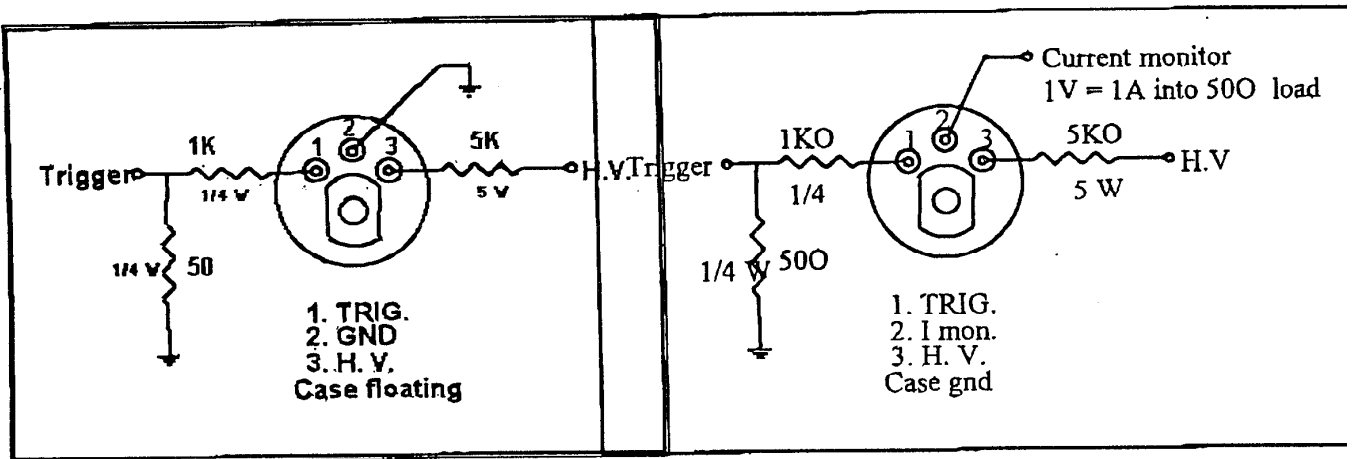 2
1
3
1K
5K
Trigger
H.V.
1/4 W
5 W
1/4 W
50
1. TRIG.
2. GND
3. H. V.
Case floating
Current monitor
1V = 1A into 50O load
2
1
3
1KO
5KO
Trigger
H.V
1/4
5 W
1/4 W
50O
1. TRIG.
2. I mon.
3. H. V.
Case gnd